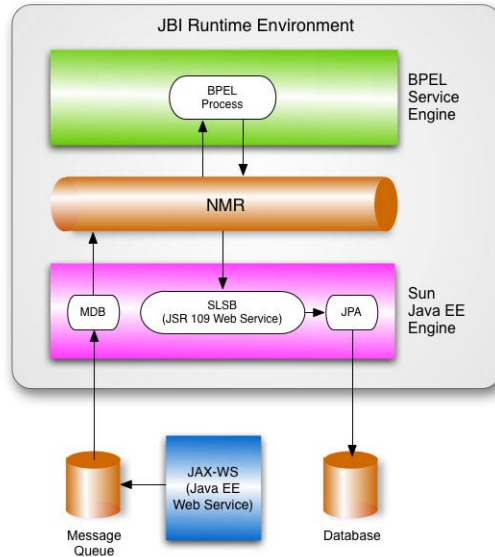 JBI Runtime Environment
BPEL
Process
BPEL
Service
Engine
NMR
MDB
SLSB
(JSR 109 Web Service)
JPA
Sun
Java EE
Engine
JAX-WS
(Java EE
Web Service)
Message
Queue
Database